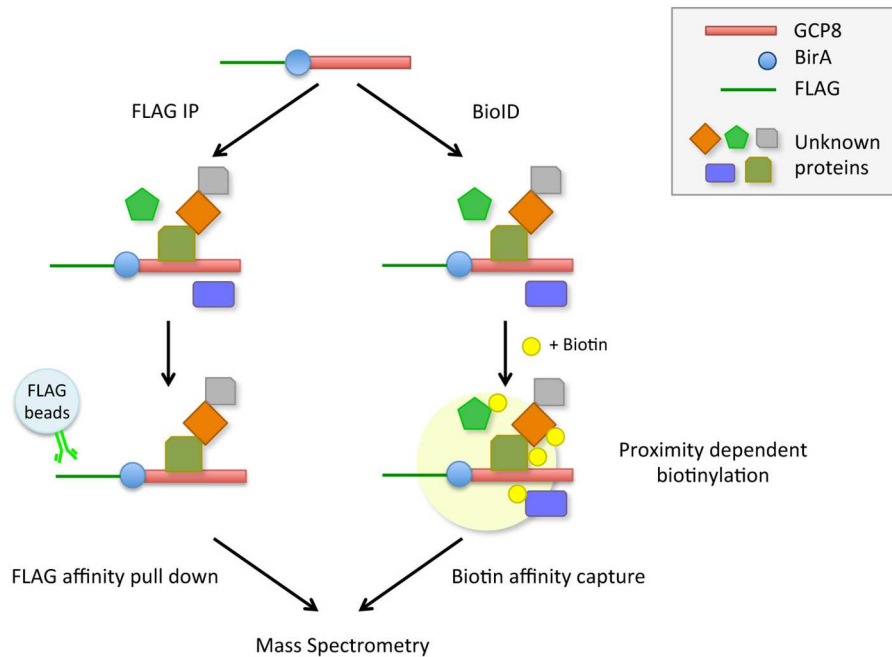 GCP8
BirA
FLAG
Unknown
proteins
FLAG IP
BioID
+ Biotin
FLAG
beads
Proximity dependent
biotinylation
FLAG affinity pull down
Biotin affinity capture
Mass Spectrometry